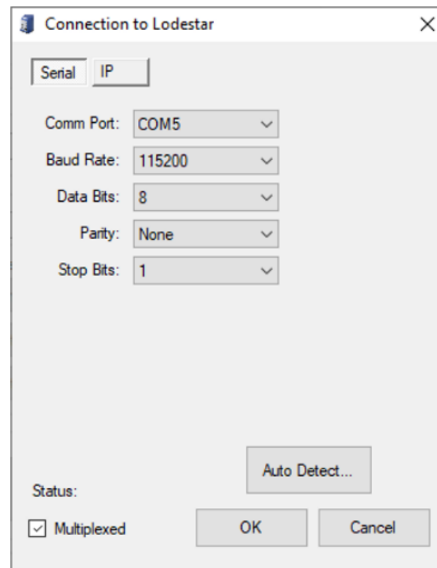 Connection to Lodestar
Serial IP
Comm Port: COM5
Baud Rate: 115200
Data Bits: 8
Parity: None
Stop Bits: 1
Auto Detect...
Status:
Multiplexed OK Cancel